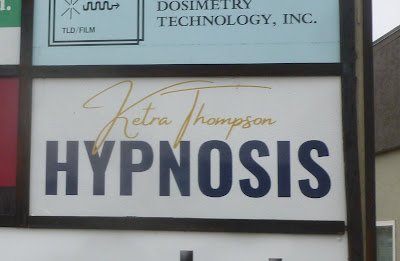 d.
DOSIMETRY
TECHNOLOGY, INC.
TLD/FILM
Ketra Thompson
HYPNOSIS